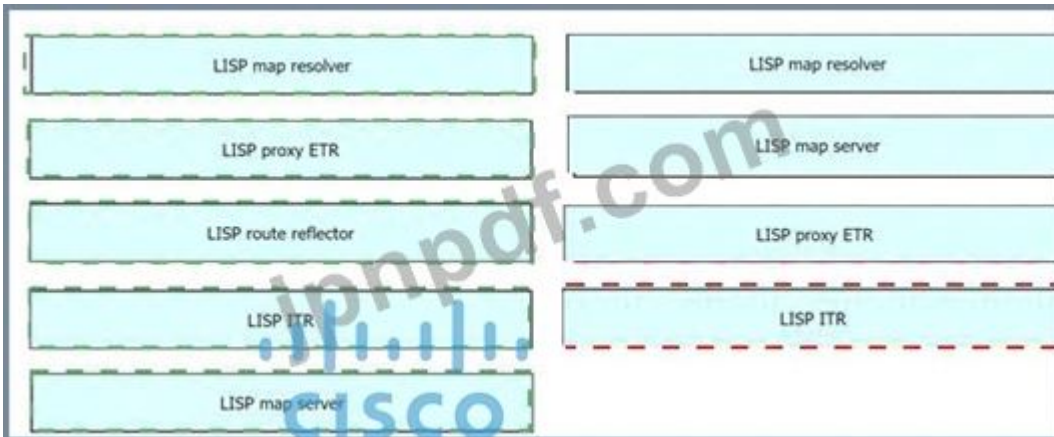 LISP map resolver
LISP proxy ETR
LISP route reflector
LISP ITR
LISP map server
LISP map resolver
LISP map server
LISP proxy ETR
LISP ITR
jpnpdf.com
CISCO